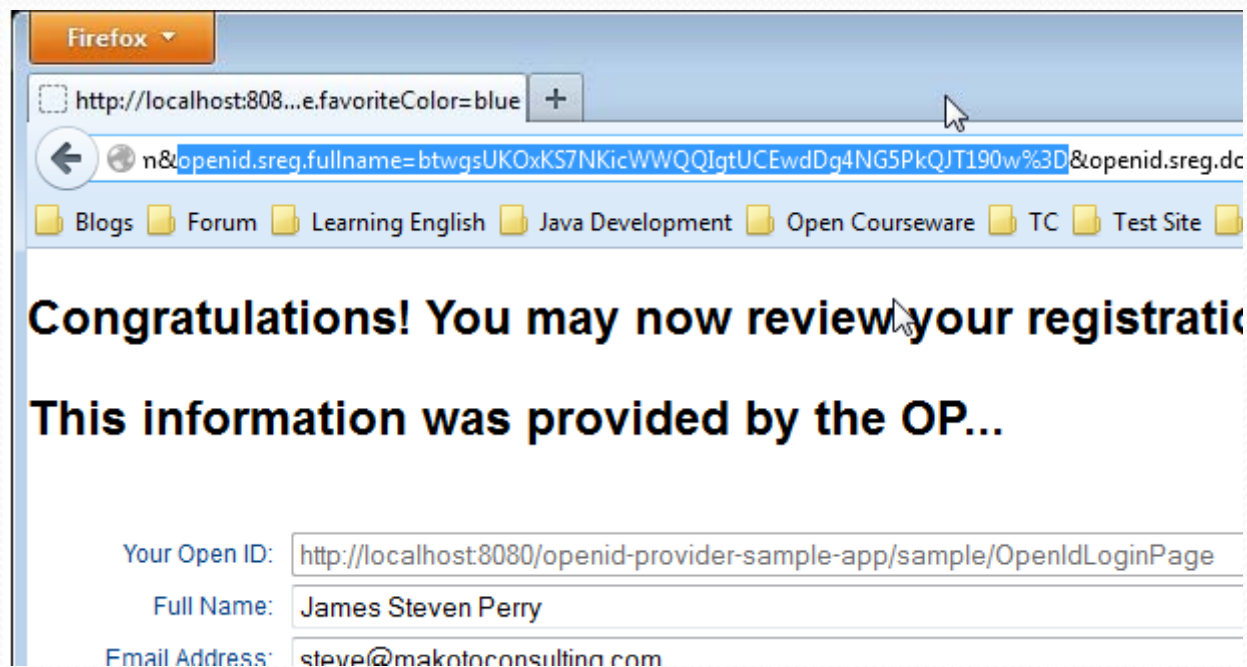 Firefox
http://localhost:808...e.favoriteColor=blue
n&openid.sreg.fullname=btwgsUKOxKS7NKicWWQQIgtUCEwdDg4NG5PkQJT190w%3D&openid.sreg.do
Blogs Forum Learning English Java Development Open Courseware TC Test Site
Congratulations! You may now review your registratio
This information was provided by the OP...
Your Open ID: http://localhost:8080/openid-provider-sample-app/sample/OpenIdLoginPage
Full Name: James Steven Perry
Email Address: steve@makotoconsulting.com